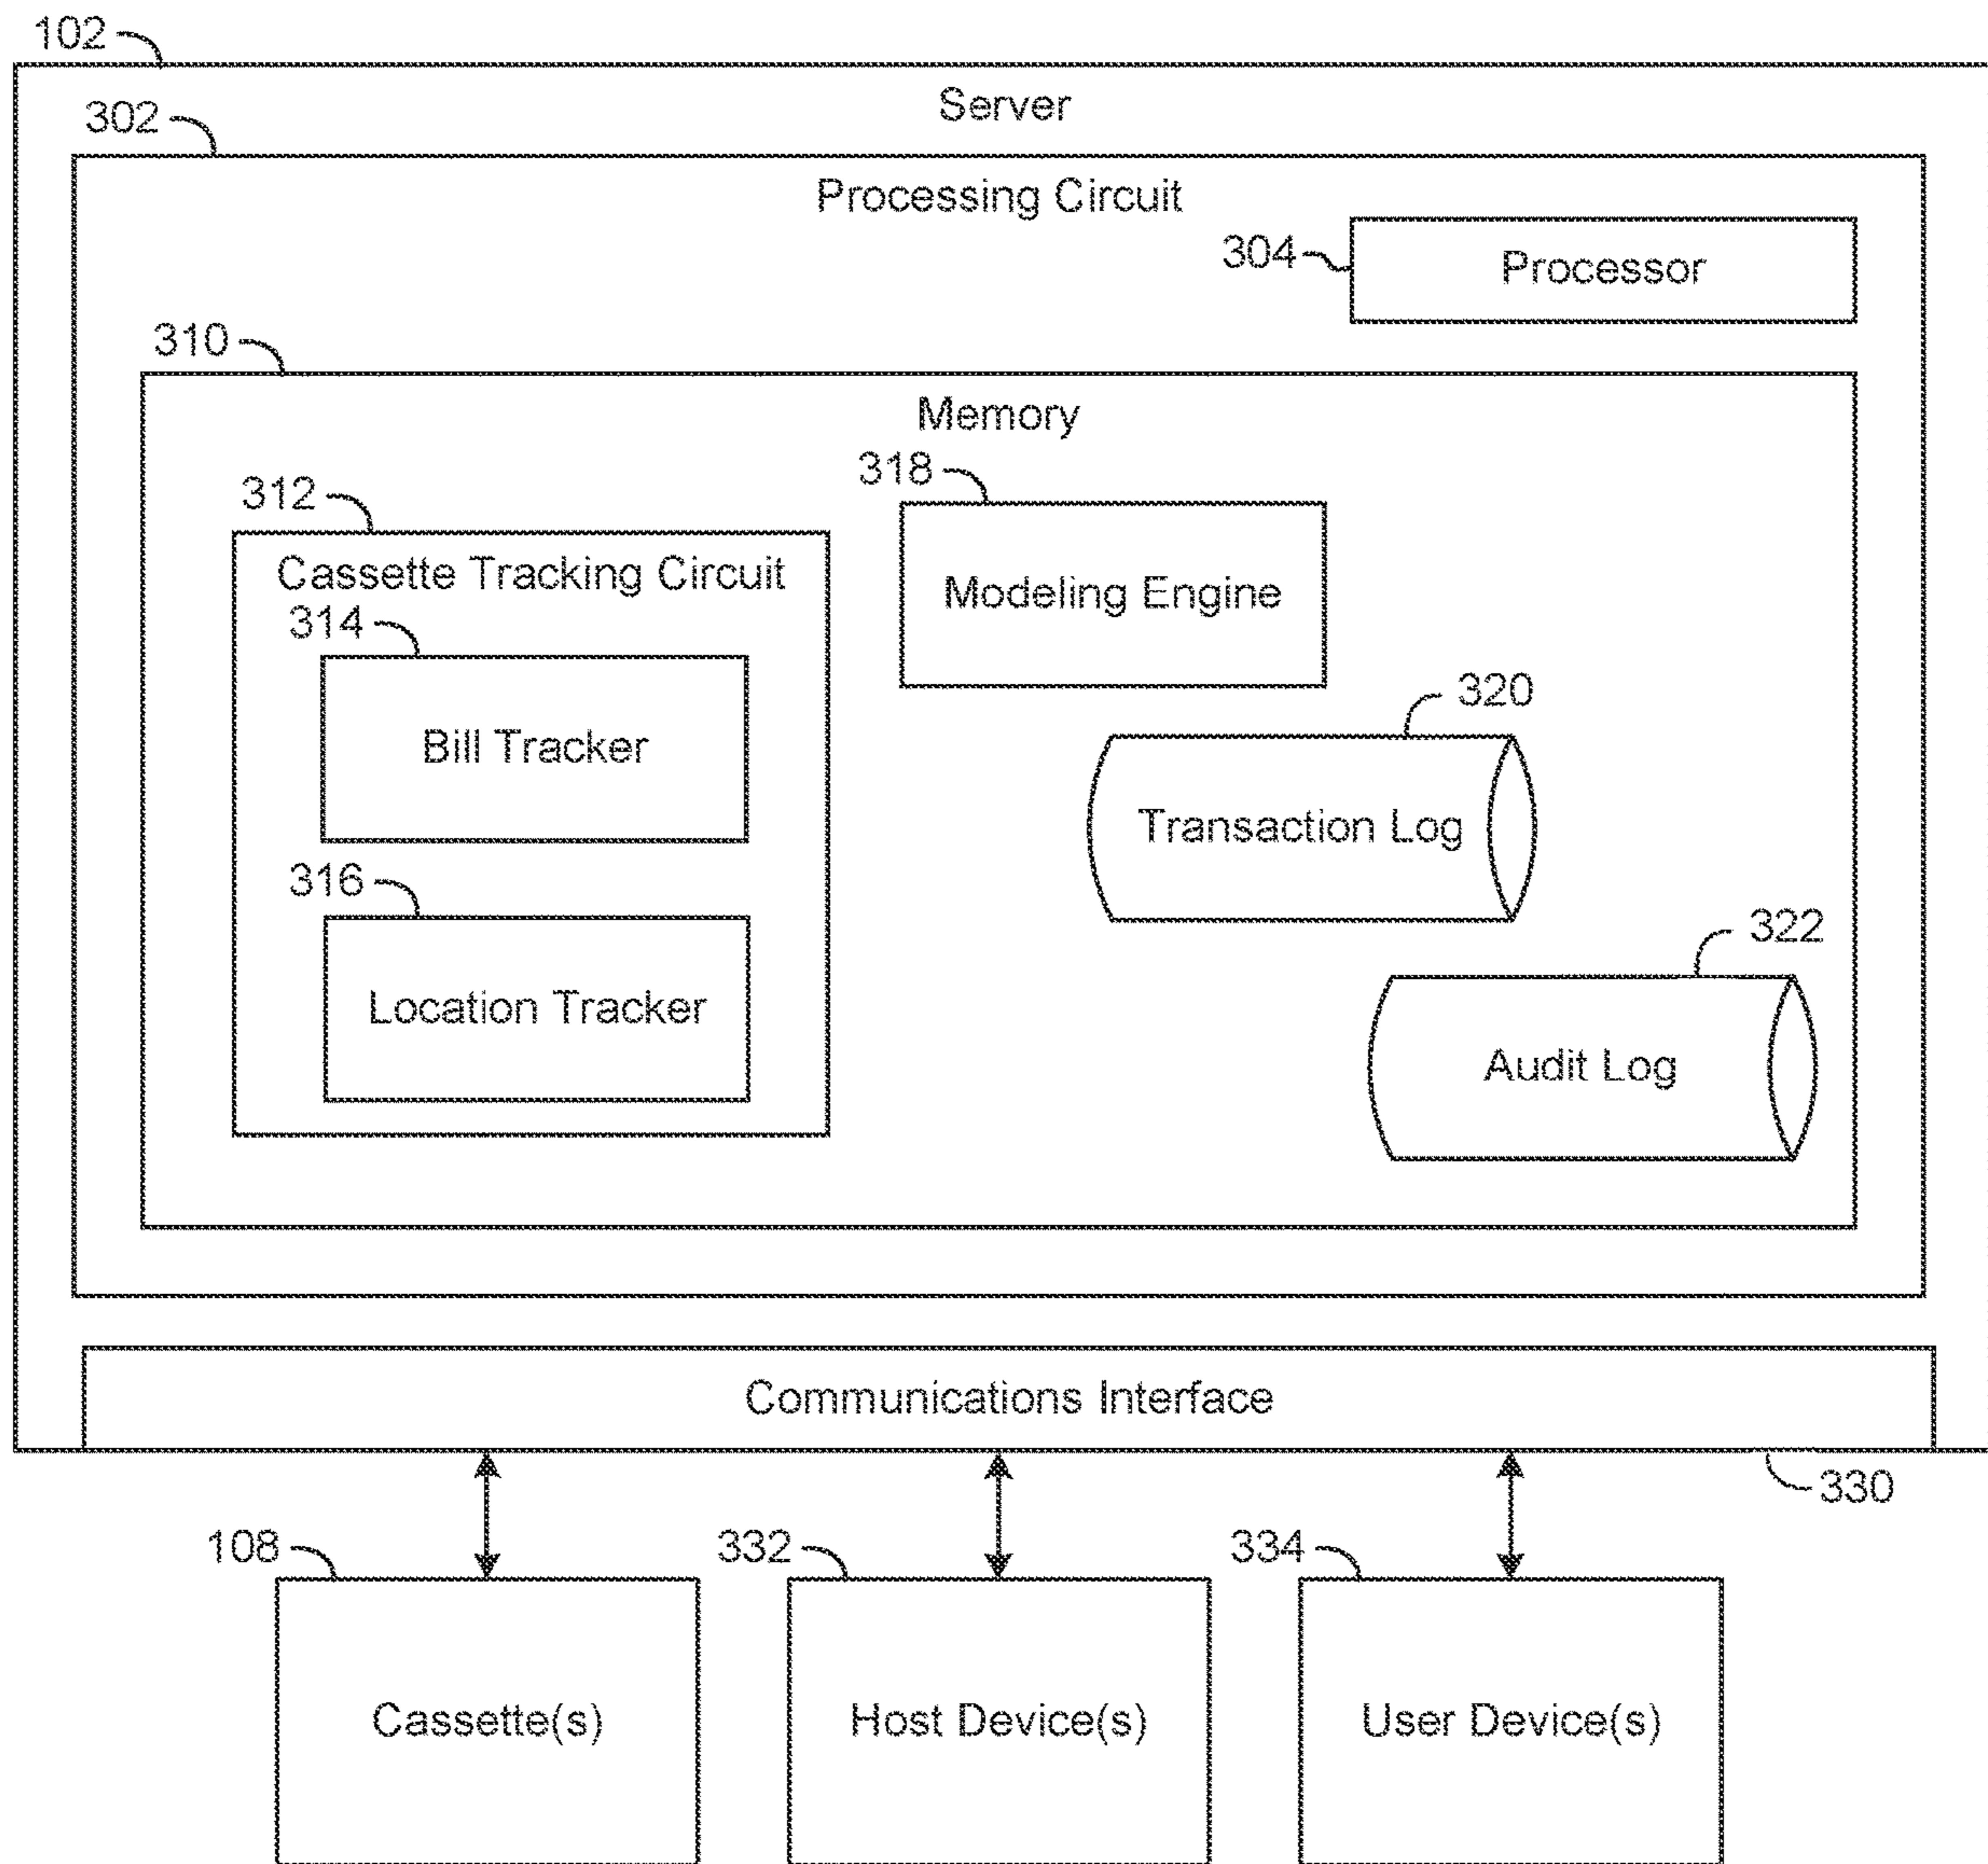 102
Server
302
Processing Circuit
304
Processor
310
Memory
312
Cassette Tracking Circuit
314
Bill Tracker
316
Location Tracker
318
Modeling Engine
320
Transaction Log
322
Audit Log
Communications Interface
330
108
Cassette(s)
332
Host Device(s)
334
User Device(s)